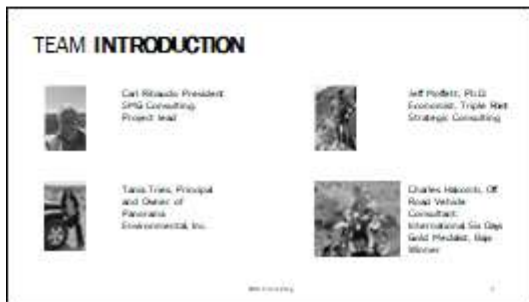 TEAM INTRODUCTION
Carl Ribaudo President
SMG Consulting,
Project lead
Jeff Moffett, Ph.D.
Economist, Triple Point
Strategic Consulting
Tania Treis, Principal
and Owner of
Panorama
Environmental, Inc.
Charles Halcomb, Off
Road Vehicle
Consultant:
International Six Days
Gold Medalist, Baja
Winner